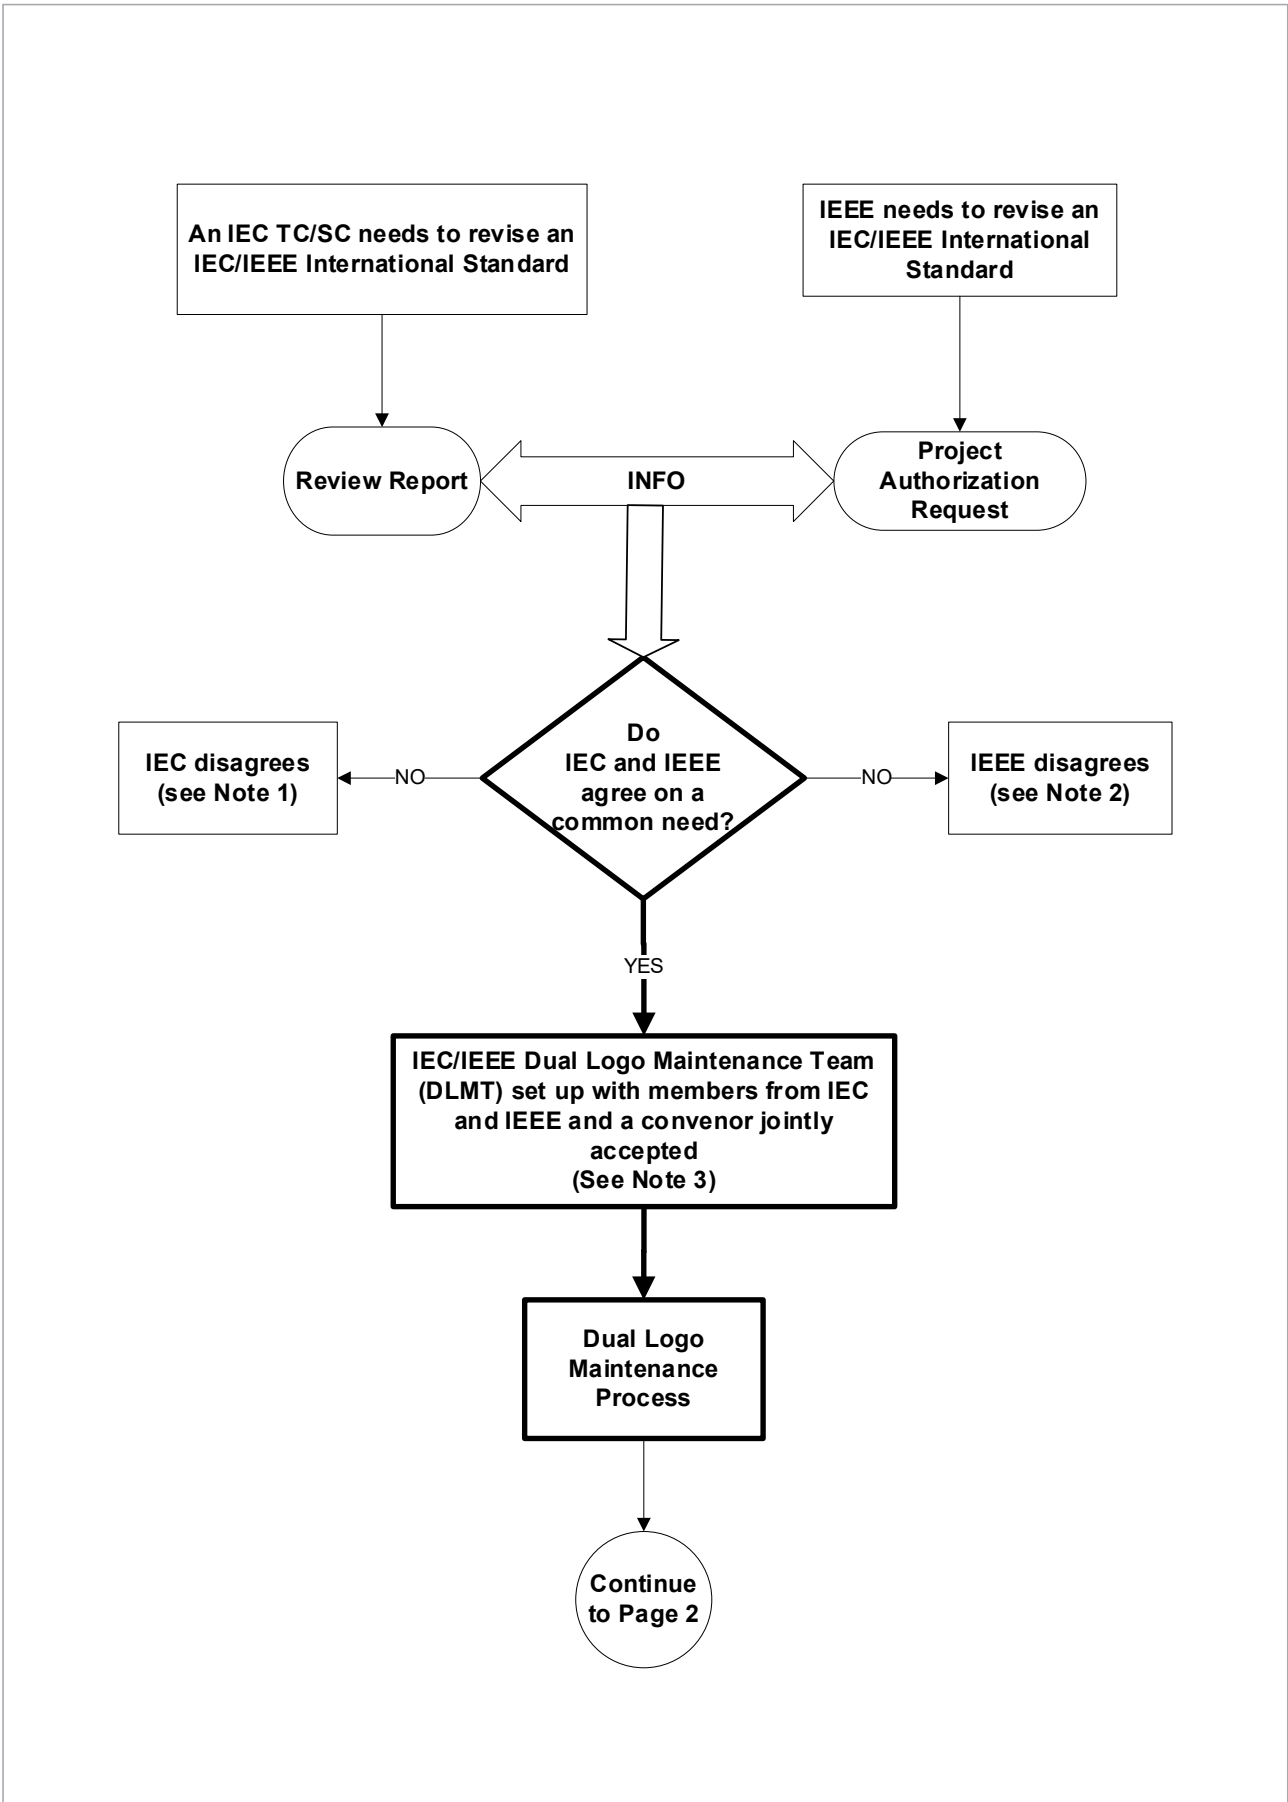 An IEC TC/SC needs to revise an
IEC/IEEE International Standard
IEEE needs to revise an
IEC/IEEE International
Standard
Review Report
INFO
Project
Authorization
Request
Do
IEC and IEEE
agree on a
common need?
IEC disagrees
(see Note 1)
NO
NO
IEEE disagrees
(see Note 2)
YES
IEC/IEEE Dual Logo Maintenance Team
(DLMT) set up with members from IEC
and IEEE and a convenor jointly
accepted
(See Note 3)
Dual Logo
Maintenance
Process
Continue
to Page 2